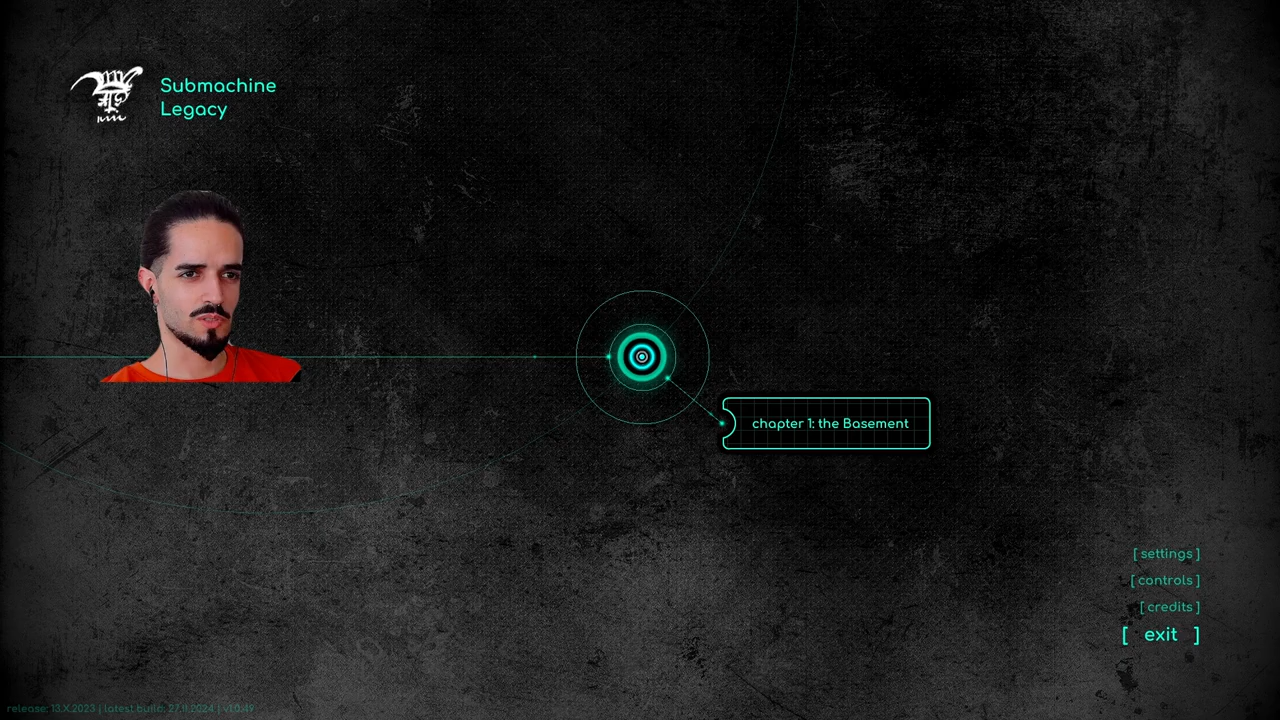 Submachine
Legacy
chapter 1: the Basement
[ settings ]
[ controls ]
[ credits ]
[ exit ]
release: 13.X.2023 | latest build: 27.11.2024 | v1.0.49